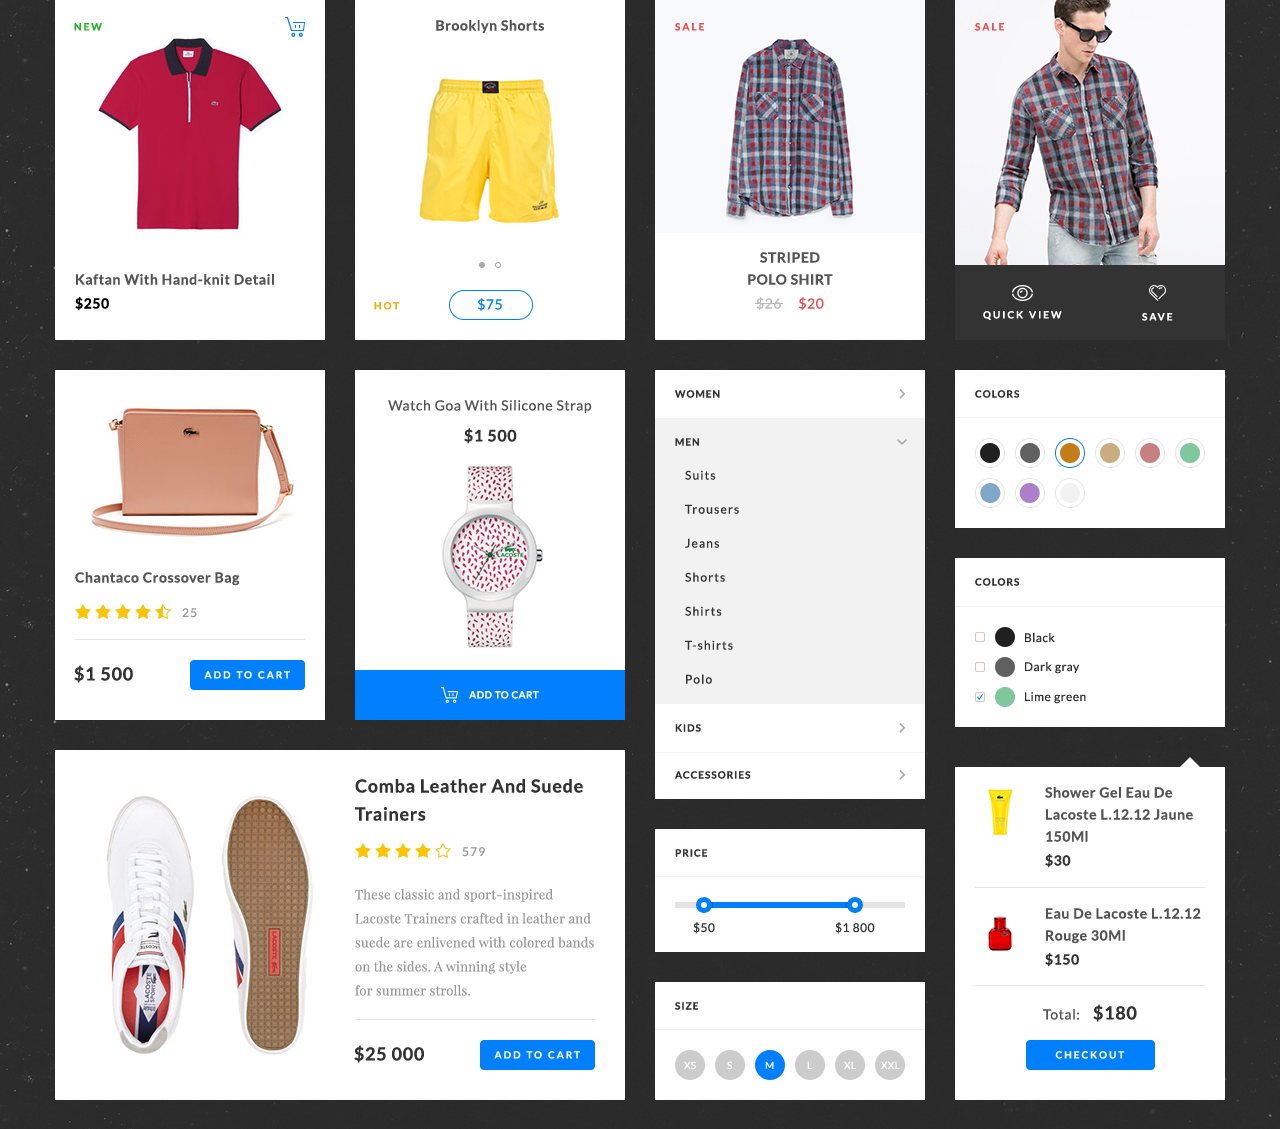 NEW
Kaftan With Hand-knit Detail
$250
Brooklyn Shorts
HOT
$75
SALE
STRIPED
POLO SHIRT
$26 $20
SALE
QUICK VIEW
SAVE
Chantaco Crossover Bag
25
$1 500
ADD TO CART
Watch Goa With Silicone Strap
$1 500
LACOSTE
ADD TO CART
WOMEN
MEN
Suits
Trousers
Jeans
Shorts
Shirts
T-shirts
Polo
KIDS
ACCESSORIES
COLORS
COLORS
Black
Dark gray
Lime green
Comba Leather And Suede
Trainers
579
These classic and sport-inspired
Lacoste Trainers crafted in leather and
suede are enlivened with colored bands
on the sides. A winning style
for summer strolls.
$25 000
ADD TO CART
LACOSTE
SPORT
LACOSTE
PRICE
$50
$1 800
SIZE
XS
S
M
L
XL
XXL
Shower Gel Eau De
Lacoste L.12.12 Jaune
150Ml
$30
Eau De Lacoste L.12.12
Rouge 30Ml
$150
Total: $180
CHECKOUT